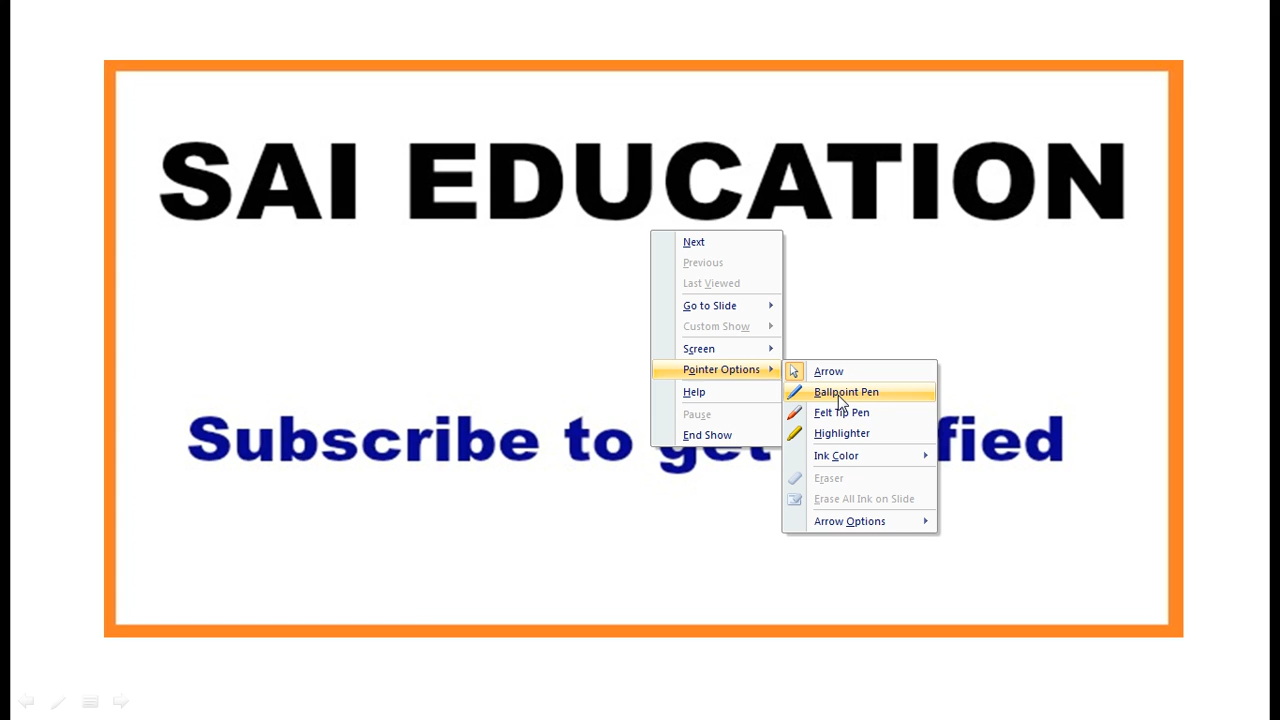 SAI EDUCATION
Next
Previous
Last Viewed
Go to Slide
Custom Show
Screen
Pointer Options
Help
Pause
End Show
Arrow
Ballpoint Pen
Felt Tip Pen
Highlighter
Ink Color
Eraser
Erase All Ink on Slide
Arrow Options
Subscribe to get fied